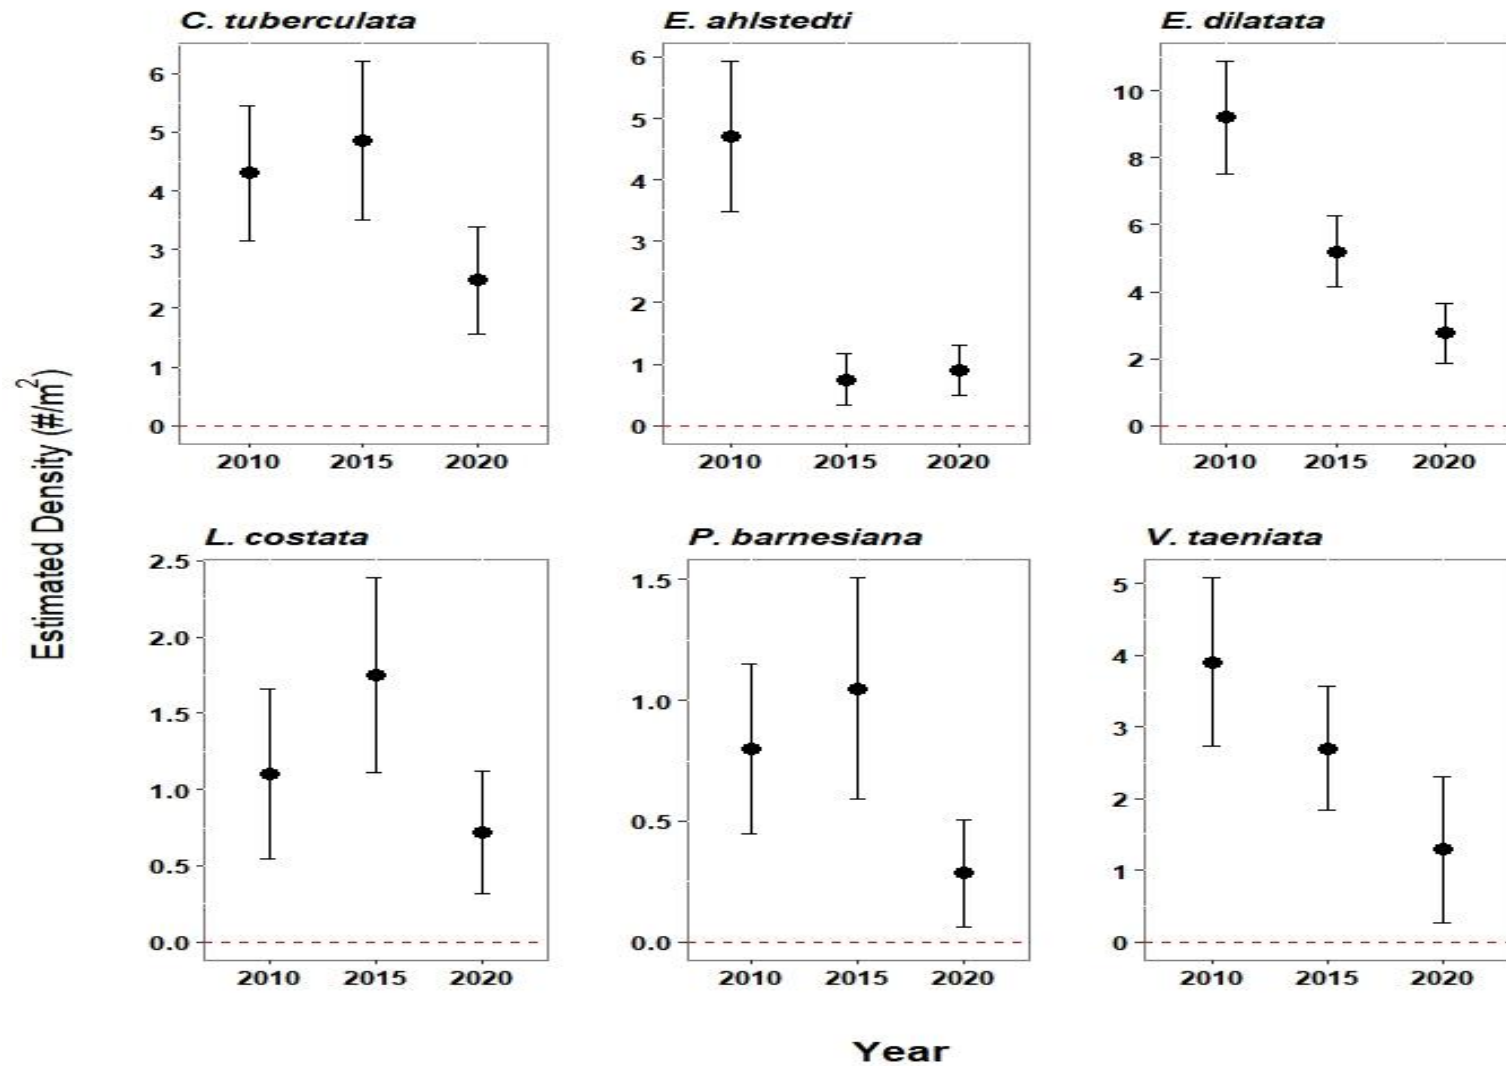 C. tuberculata
E. ahlstedti
E. dilatata
6
5
4
3
2
1
0
2010 2015 2020
6
5
4
3
2
1
0
2010 2015 2020
10
8
6
4
2
0
2010 2015 2020
Estimated Density (#/m²)
L. costata
P. barnesiana
V. taeniata
2.5
2.0
1.5
1.0
0.5
0.0
2010 2015 2020
1.5
1.0
0.5
0.0
2010 2015 2020
5
4
3
2
1
0
2010 2015 2020
Year